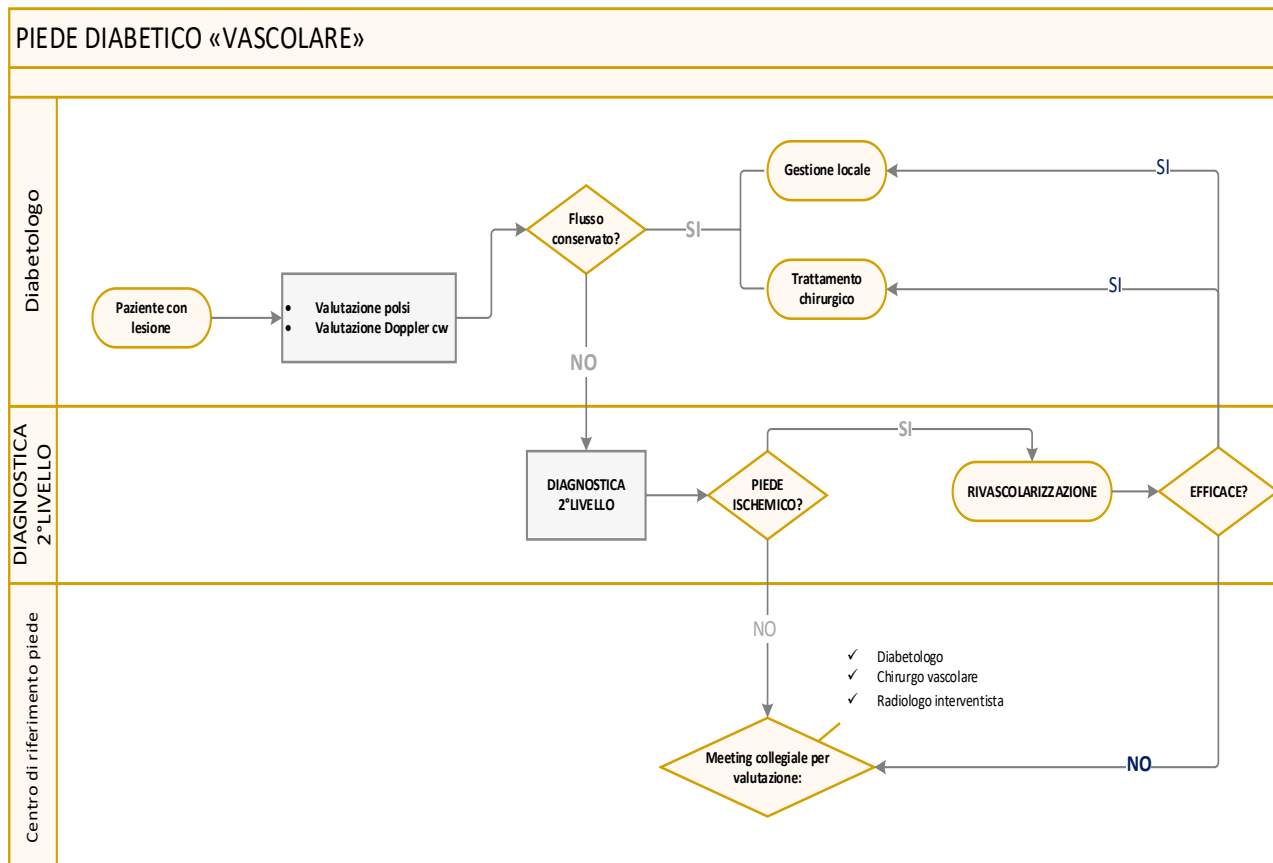 PIEDE DIABETICO «VASCOLARE»
Diabetologo
Paziente con
lesione
• Valutazione polsi
• Valutazione Doppler cw
Flusso
conservato?
SI
NO
Gestione locale
Trattamento
chirurgico
SI
SI
DIAGNOSTICA
2°LIVELLO
DIAGNOSTICA
2°LIVELLO
PIEDE
ISCHEMICO?
SI
RIVASCOLARIZZAZIONE
EFFICACE?
NO
Centro di riferimento piede
✓ Diabetologo
✓ Chirurgo vascolare
✓ Radiologo interventista
Meeting collegiale per
valutazione:
NO